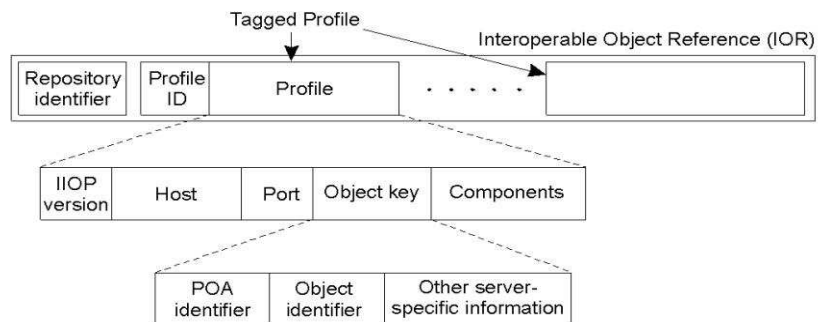 Tagged Profile
Interoperable Object Reference (IOR)
Repository identifier
Profile ID
Profile
. . . . .
IIOP version
Host
Port
Object key
Components
POA identifier
Object identifier
Other server-specific information